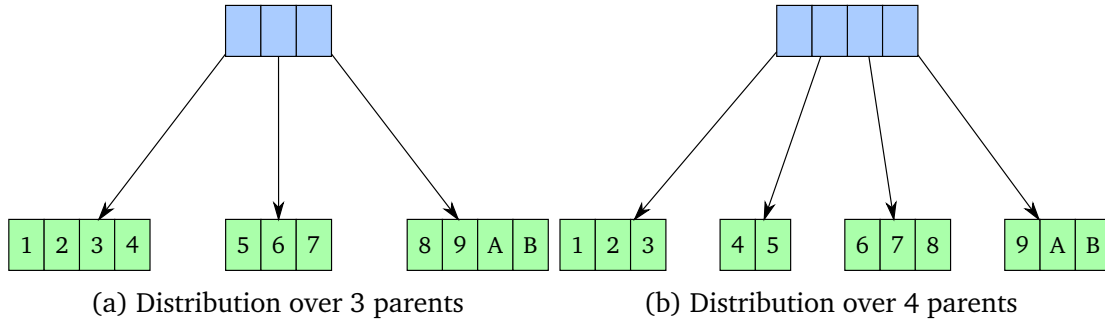 1 2 3 4 5 6 7 8 9 A B 1 2 3 4 5 6 7 8 9 A B
(a) Distribution over 3 parents (b) Distribution over 4 parents